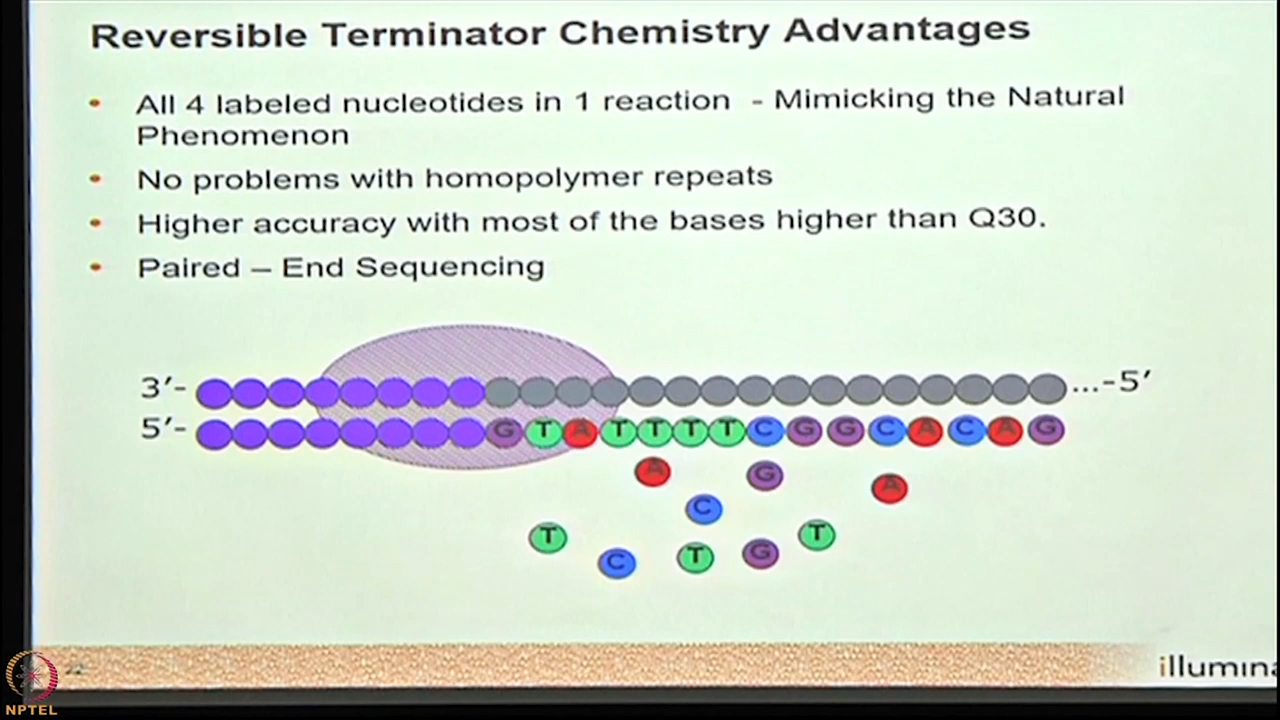 Reversible Terminator Chemistry Advantages
• All 4 labeled nucleotides in 1 reaction - Mimicking the Natural
Phenomenon
• No problems with homopolymer repeats
• Higher accuracy with most of the bases higher than Q30.
• Paired – End Sequencing
3′- ...-5′
5′- G T A T T T T C G G C A C A G
A G
A
C
T T
C T G
illumina
NPTEL